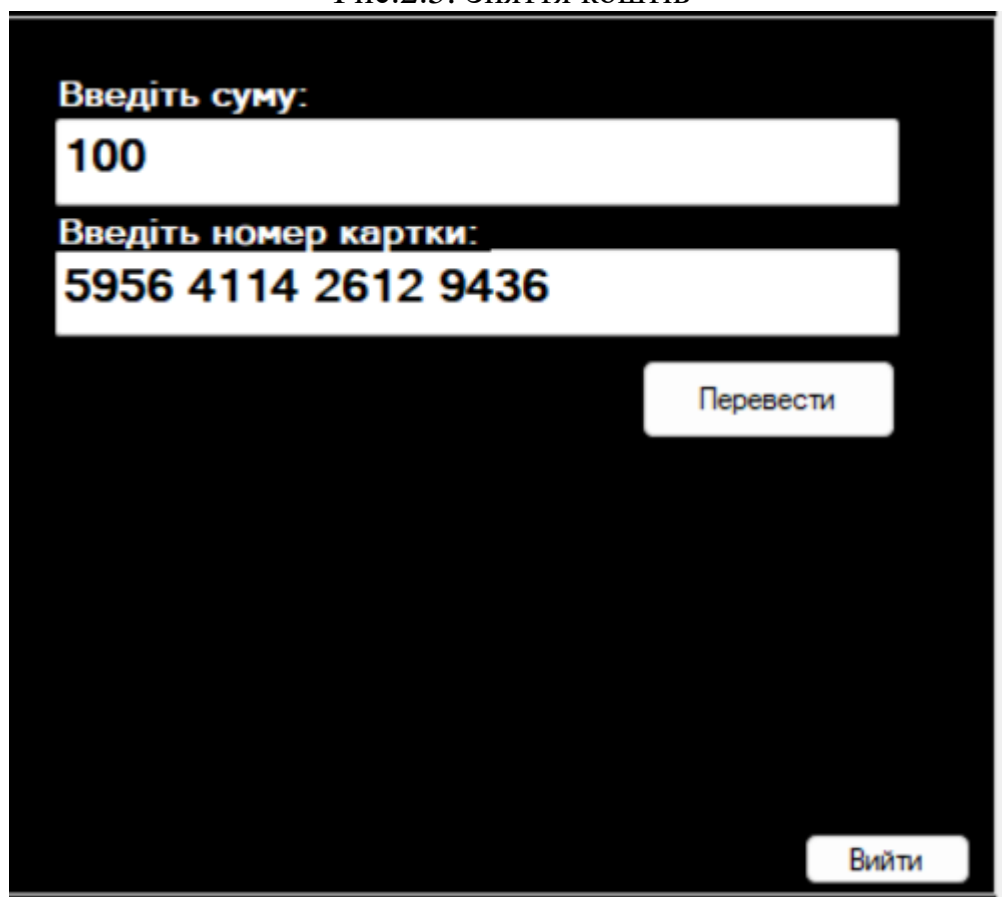 Введіть суму:
100
Введіть номер картки:
5956 4114 2612 9436
Перевести
Вийти